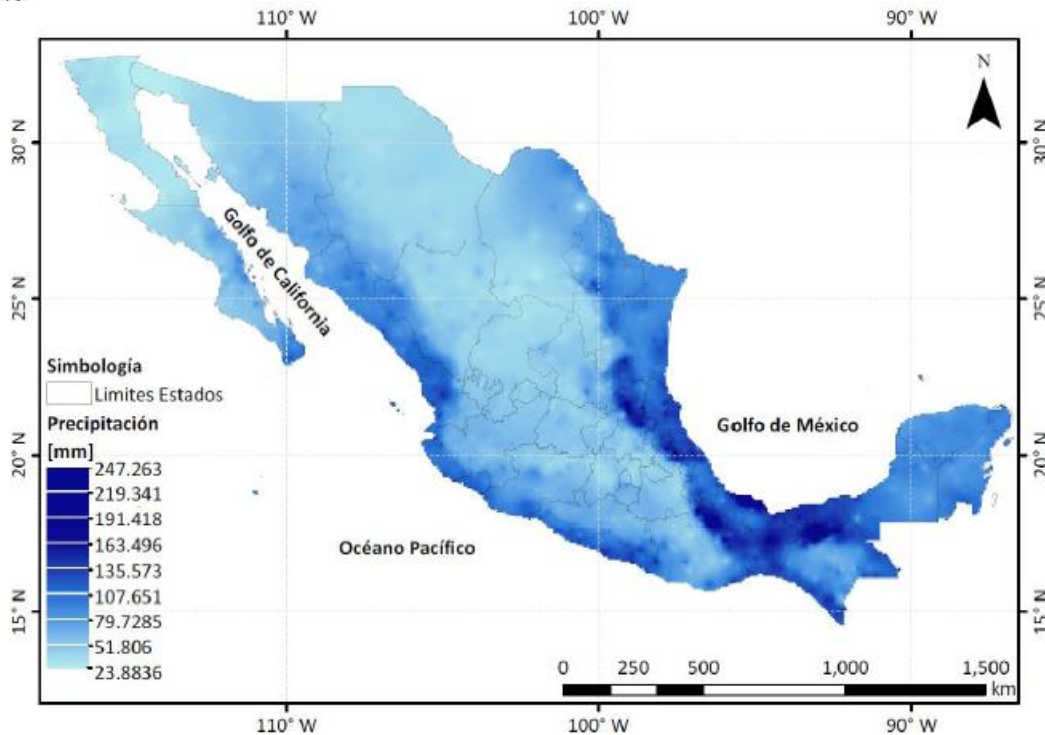 110° W 100° W 90° W
N
30° N 30° N
Golfo de California
25° N 25° N
Simbología
Limites Estados
Precipitación
[mm]
247.263
219.341
191.418
163.496
135.573
107.651
79.7285
51.806
23.8836
Golfo de México
20° N 20° N
Océano Pacífico
15° N 15° N
0 250 500 1,000 1,500
km
110° W 100° W 90° W